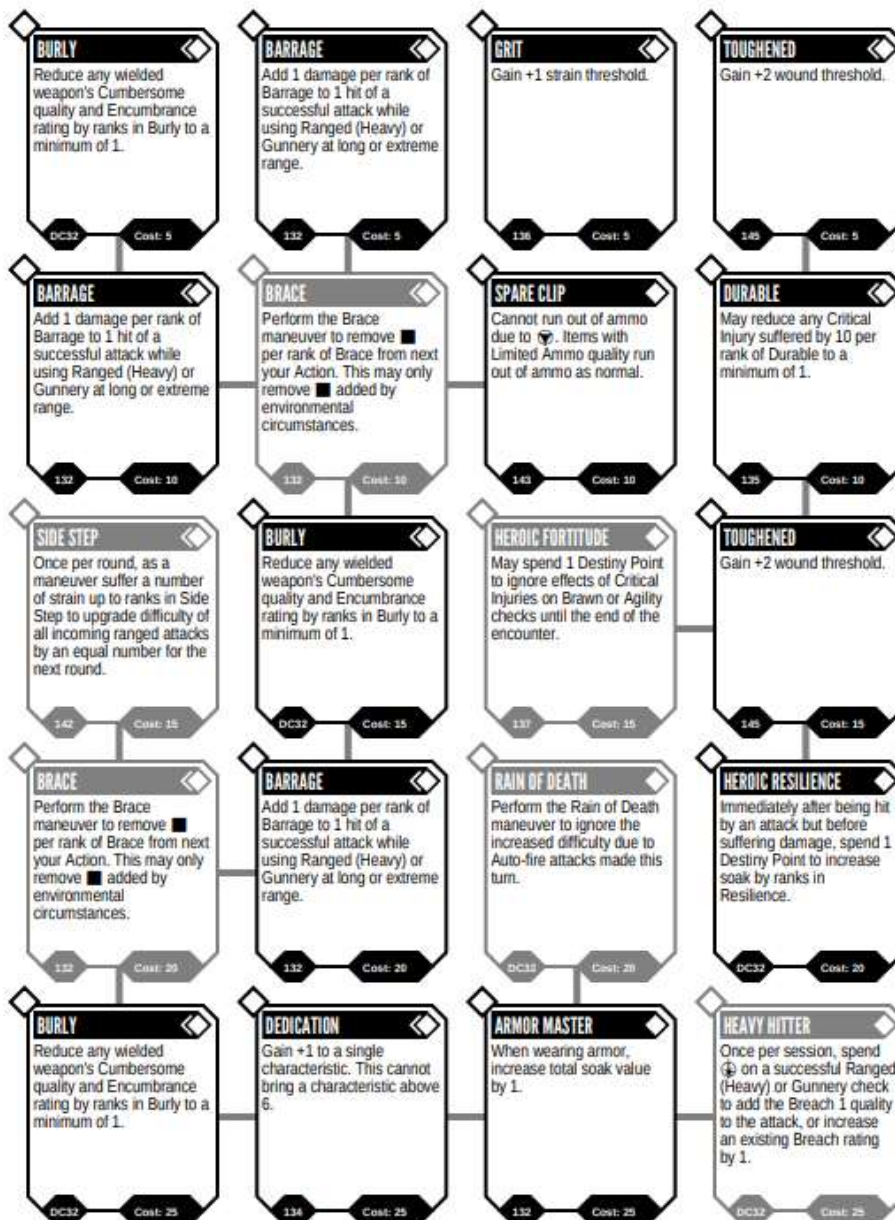 BURLY
Reduce any wielded
weapon's Cumbersome
quality and Encumbrance
rating by ranks in Burly to a
minimum of 1.
DC32
Cost: 5
BARRAGE
Add 1 damage per rank of
Barrage to 1 hit of a
successful attack while
using Ranged (Heavy) or
Gunnery at long or extreme
range.
132
Cost: 5
GRIT
Gain +1 strain threshold.
136
Cost: 5
TOUGHENED
Gain +2 wound threshold.
145
Cost: 5
BARRAGE
Add 1 damage per rank of
Barrage to 1 hit of a
successful attack while
using Ranged (Heavy) or
Gunnery at long or extreme
range.
132
Cost: 10
BRACE
Perform the Brace
maneuver to remove ■
per rank of Brace from next
your Action. This may only
remove ■ added by
environmental
circumstances.
132
Cost: 10
SPARE CLIP
Cannot run out of ammo
due to . Items with
Limited Ammo quality run
out of ammo as normal.
143
Cost: 10
DURABLE
May reduce any Critical
Injury suffered by 10 per
rank of Durable to a
minimum of 1.
135
Cost: 10
SIDE STEP
Once per round, as a
maneuver suffer a number
of strain up to ranks in Side
Step to upgrade difficulty of
all incoming ranged attacks
by an equal number for the
next round.
142
Cost: 15
BURLY
Reduce any wielded
weapon's Cumbersome
quality and Encumbrance
rating by ranks in Burly to a
minimum of 1.
DC32
Cost: 15
HEROIC FORTITUDE
May spend 1 Destiny Point
to ignore effects of Critical
Injuries on Brawn or Agility
checks until the end of the
encounter.
137
Cost: 15
TOUGHENED
Gain +2 wound threshold.
145
Cost: 15
BRACE
Perform the Brace
maneuver to remove ■
per rank of Brace from next
your Action. This may only
remove ■ added by
environmental
circumstances.
132
Cost: 20
BARRAGE
Add 1 damage per rank of
Barrage to 1 hit of a
successful attack while
using Ranged (Heavy) or
Gunnery at long or extreme
range.
132
Cost: 20
RAIN OF DEATH
Perform the Rain of Death
maneuver to ignore the
increased difficulty due to
Auto-fire attacks made this
turn.
DC32
Cost: 20
HEROIC RESILIENCE
Immediately after being hit
by an attack but before
suffering damage, spend 1
Destiny Point to increase
soak by ranks in
Resilience.
DC32
Cost: 20
BURLY
Reduce any wielded
weapon's Cumbersome
quality and Encumbrance
rating by ranks in Burly to a
minimum of 1.
DC32
Cost: 25
DEDICATION
Gain +1 to a single
characteristic. This cannot
bring a characteristic above
6.
134
Cost: 25
ARMOR MASTER
When wearing armor,
increase total soak value
by 1.
132
Cost: 25
HEAVY HITTER
Once per session, spend
on a successful Ranged
(Heavy) or Gunnery check
to add the Breach 1 quality
to the attack, or increase
an existing Breach rating
by 1.
DC32
Cost: 25